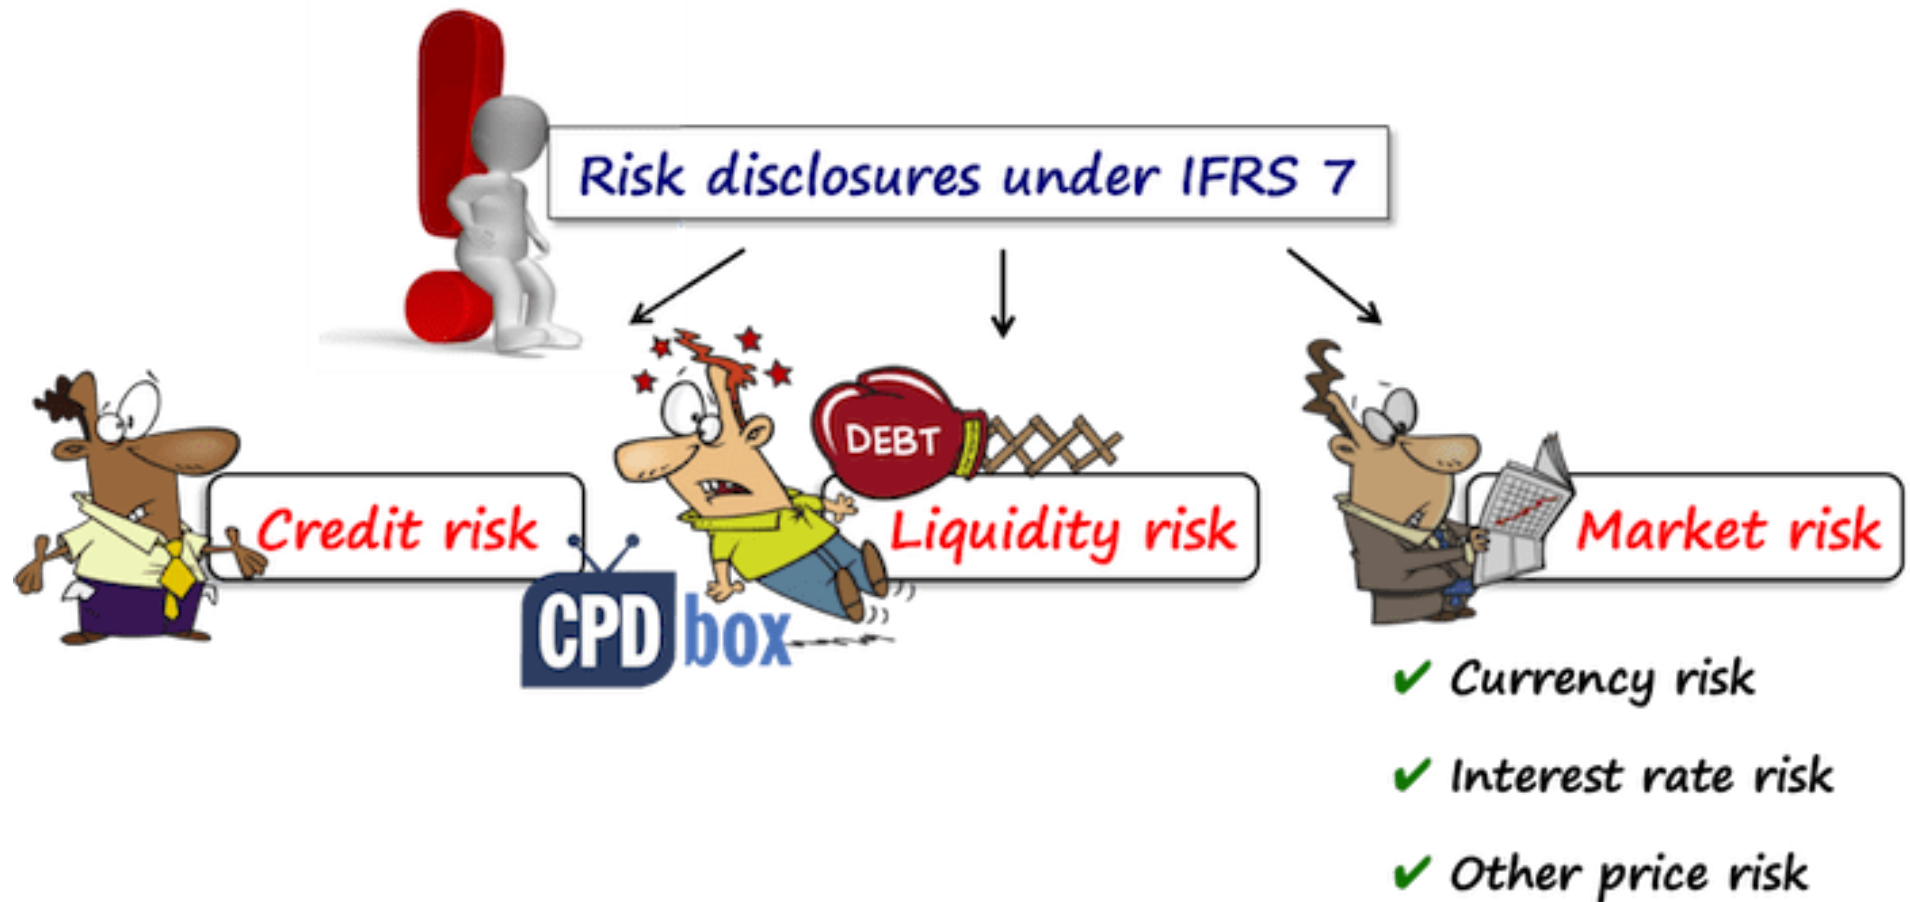 Risk disclosures under IFRS 7
DEBT
Credit risk
Liquidity risk
Market risk
CPD box
✔ Currency risk
✔ Interest rate risk
✔ Other price risk